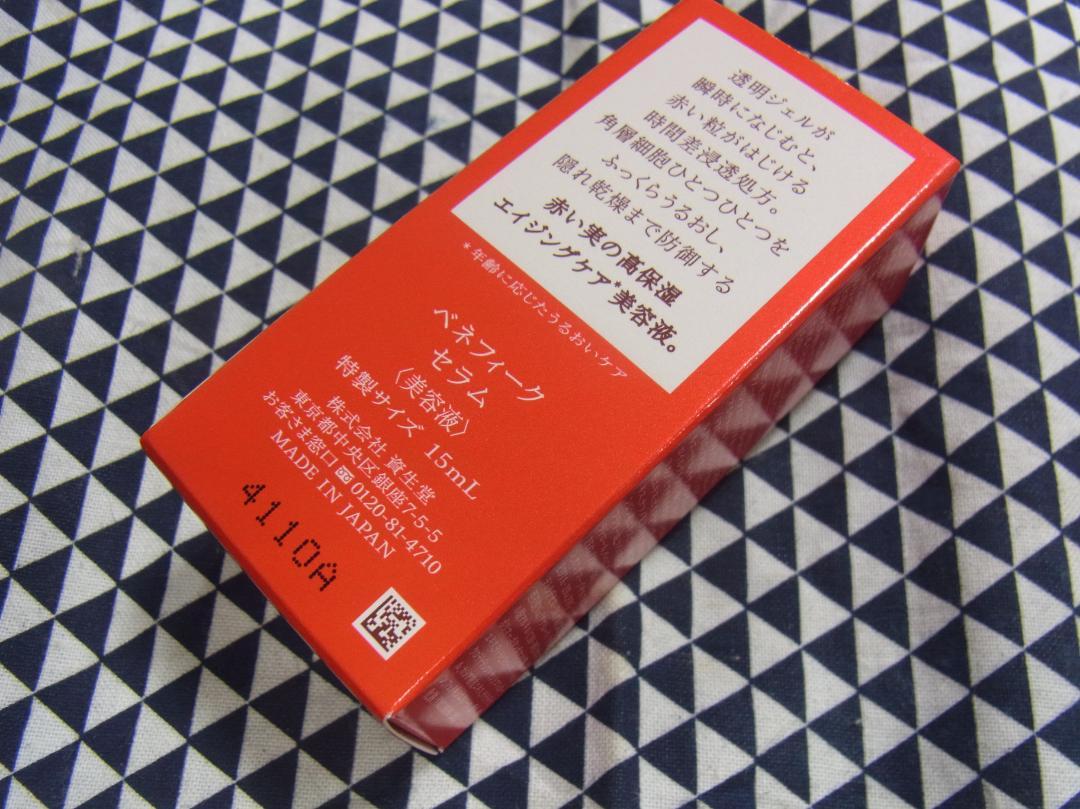 透明ジェルが
瞬時になじむと、
赤い粒がはじける
時間差浸透処方。
角層細胞ひとつひとつを
ふっくらうるおし、
隠れ乾燥まで防御する
赤い実の高保湿
エイジングケア*美容液。
*年齢に応じたうるおいケア
ベネフィーク
セラム
〈美容液〉
特製サイズ 15mL
株式会社 資生堂
東京都中央区銀座7-5-5
お客さま窓口 0120-81-4710
MADE IN JAPAN
4110A